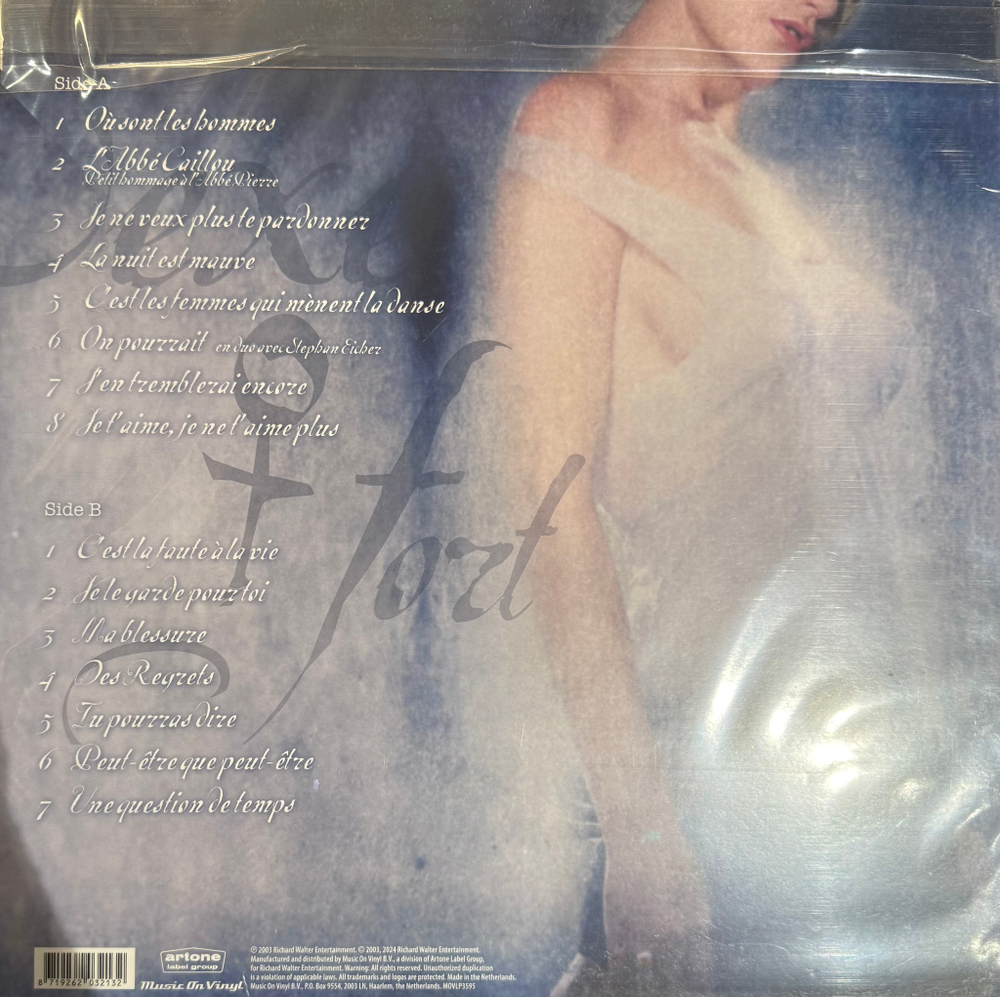 Side A
1 Où sont les hommes
2 L'Abbé Caillou
Petit hommage à l'Abbé Pierre
3 Je ne veux plus te pardonner
4 La nuit est mauve
5 C'est les femmes qui mènent la danse
6 On pourrait en duo avec Stephan Eicher
7 J'en tremblerai encore
8 Je t'aime, je ne t'aime plus
Sexe
fort
Side B
1 C'est la faute à la vie
2 Je le garde pour toi
3 Ma blessure
4 Des Regrets
5 Tu pourras dire
6 Peut-être que peut-être
7 Une question de temps
8 719262 032132
artone
label group
Music On Vinyl
℗ 2003 Richard Walter Entertainment. © 2003, 2024 Richard Walter Entertainment.
Manufactured and distributed by Music On Vinyl B.V., a division of Artone Label Group,
for Richard Walter Entertainment. Warning: All rights reserved. Unauthorized duplication
is a violation of applicable laws. All trademarks and logos are protected. Made in the Netherlands.
Music On Vinyl B.V., P.O. Box 9554, 2003 LN, Haarlem, the Netherlands. MOVLP3595